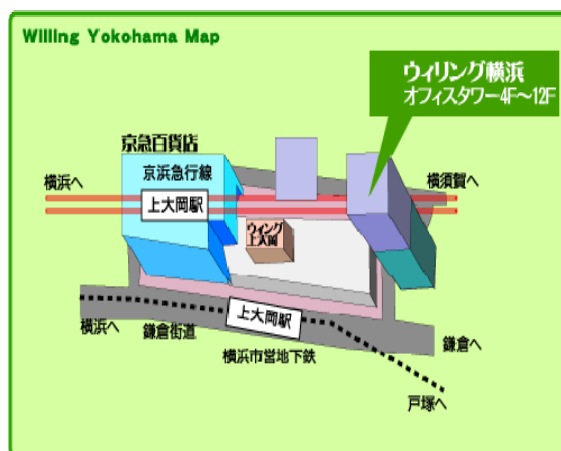 Willing Yokohama Map
ウィリング横浜
オフィスタワー4F～12F
京急百貨店
京浜急行線
横浜へ
上大岡駅
横須賀へ
ウィング
上大岡
上大岡駅
横浜へ
鎌倉街道
横浜市営地下鉄
鎌倉へ
戸塚へ